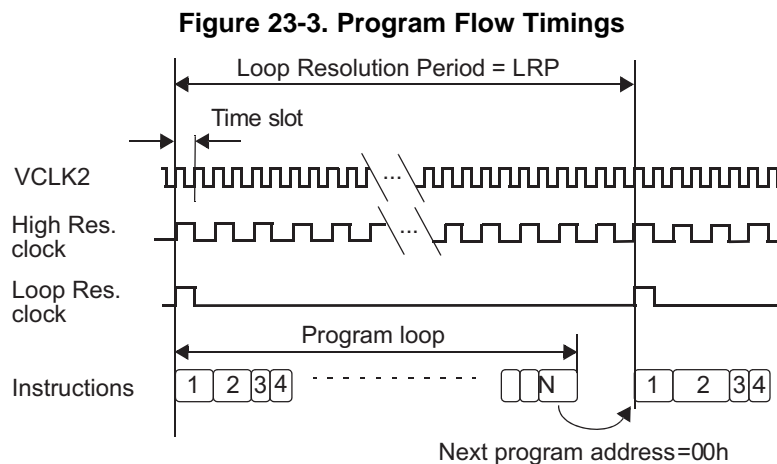 Figure 23-3. Program Flow Timings
Loop Resolution Period = LRP
Time slot
VCLK2
...
High Res.
clock
...
Loop Res.
clock
Program loop
Instructions
1 2 3 4
N
1 2 3 4
Next program address=00h